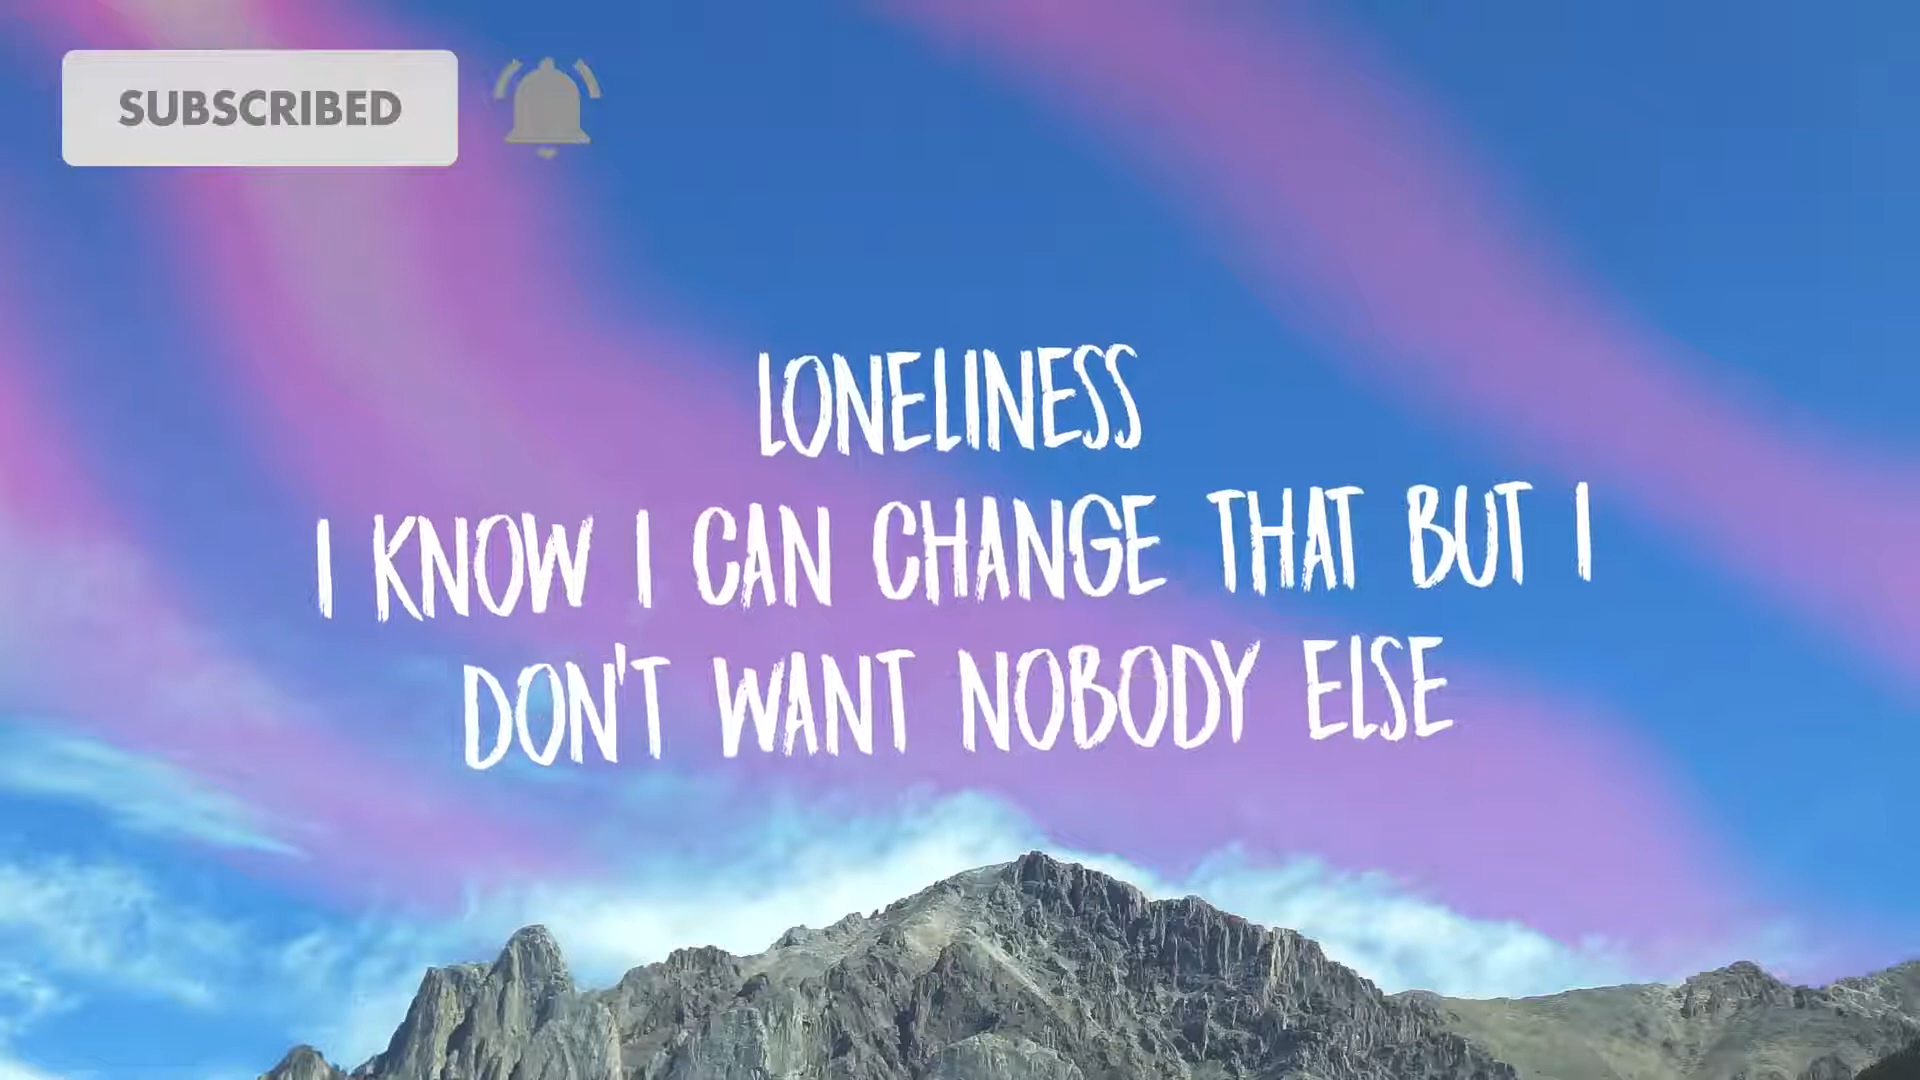 SUBSCRIBED
LONELINESS
I KNOW I CAN CHANGE THAT BUT I
DON'T WANT NOBODY ELSE